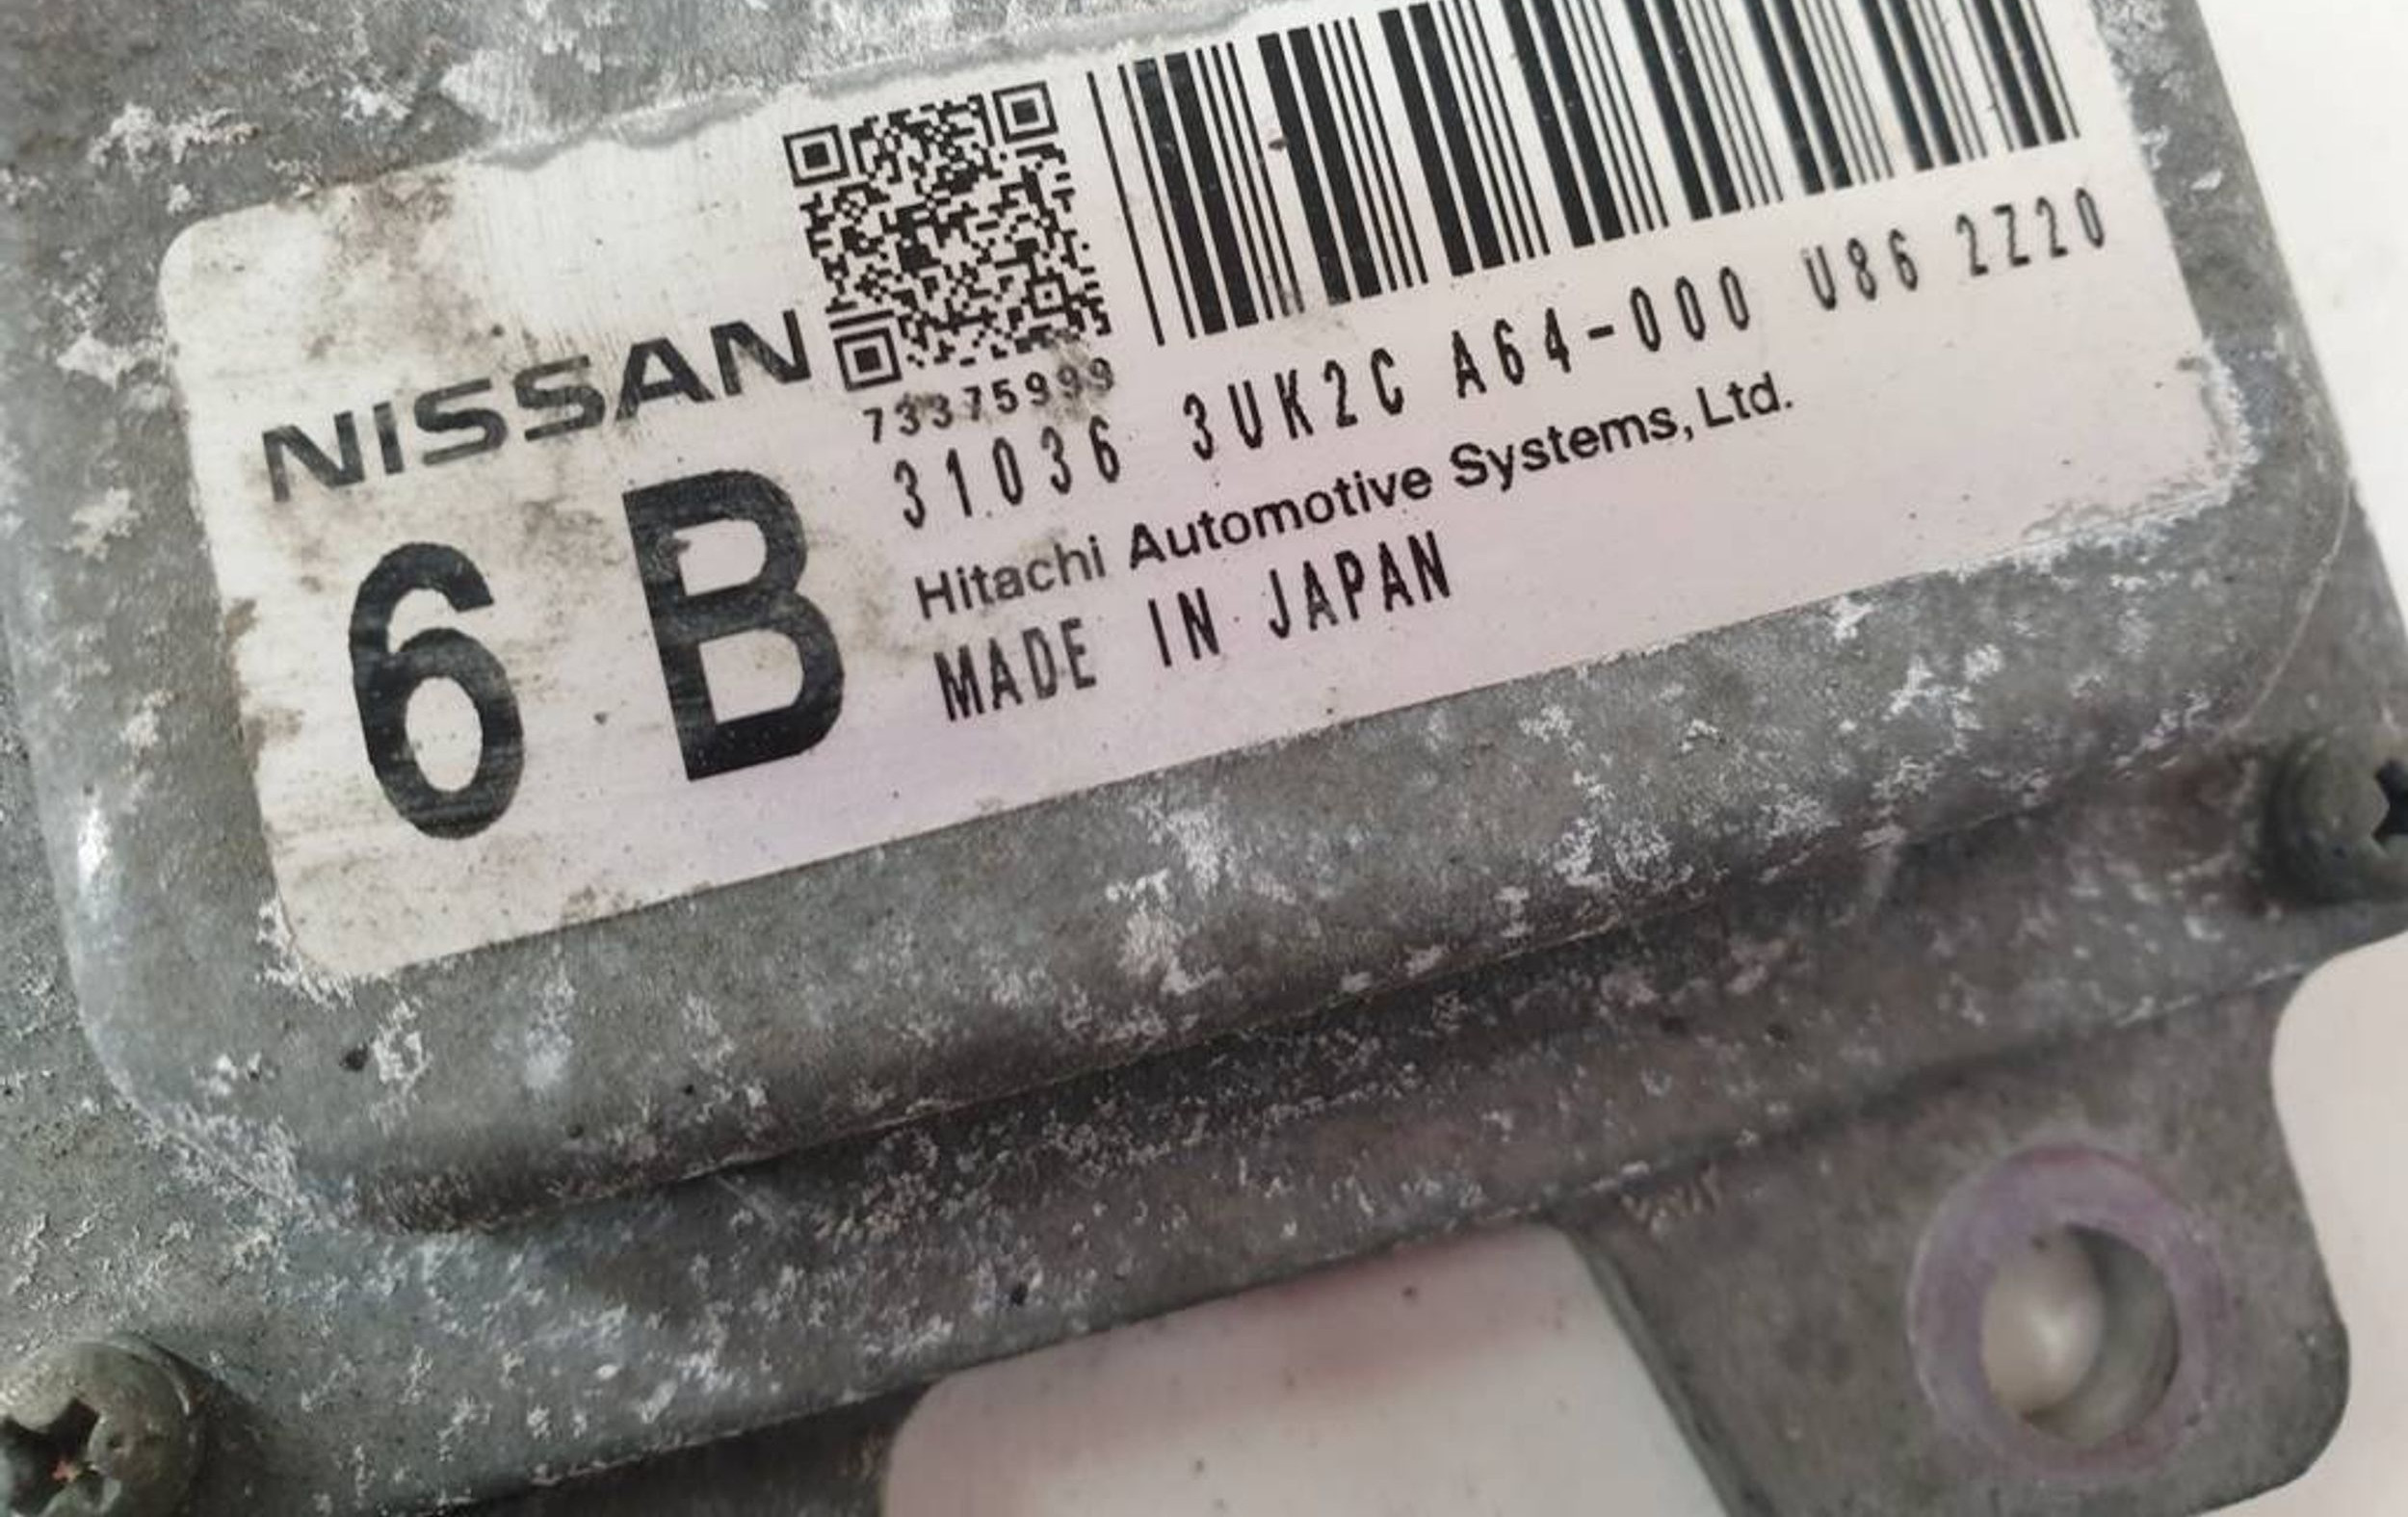 NISSAN
73375999
31036 3UK2C A64-000 U86 2Z20
6 B
Hitachi Automotive Systems, Ltd.
MADE IN JAPAN